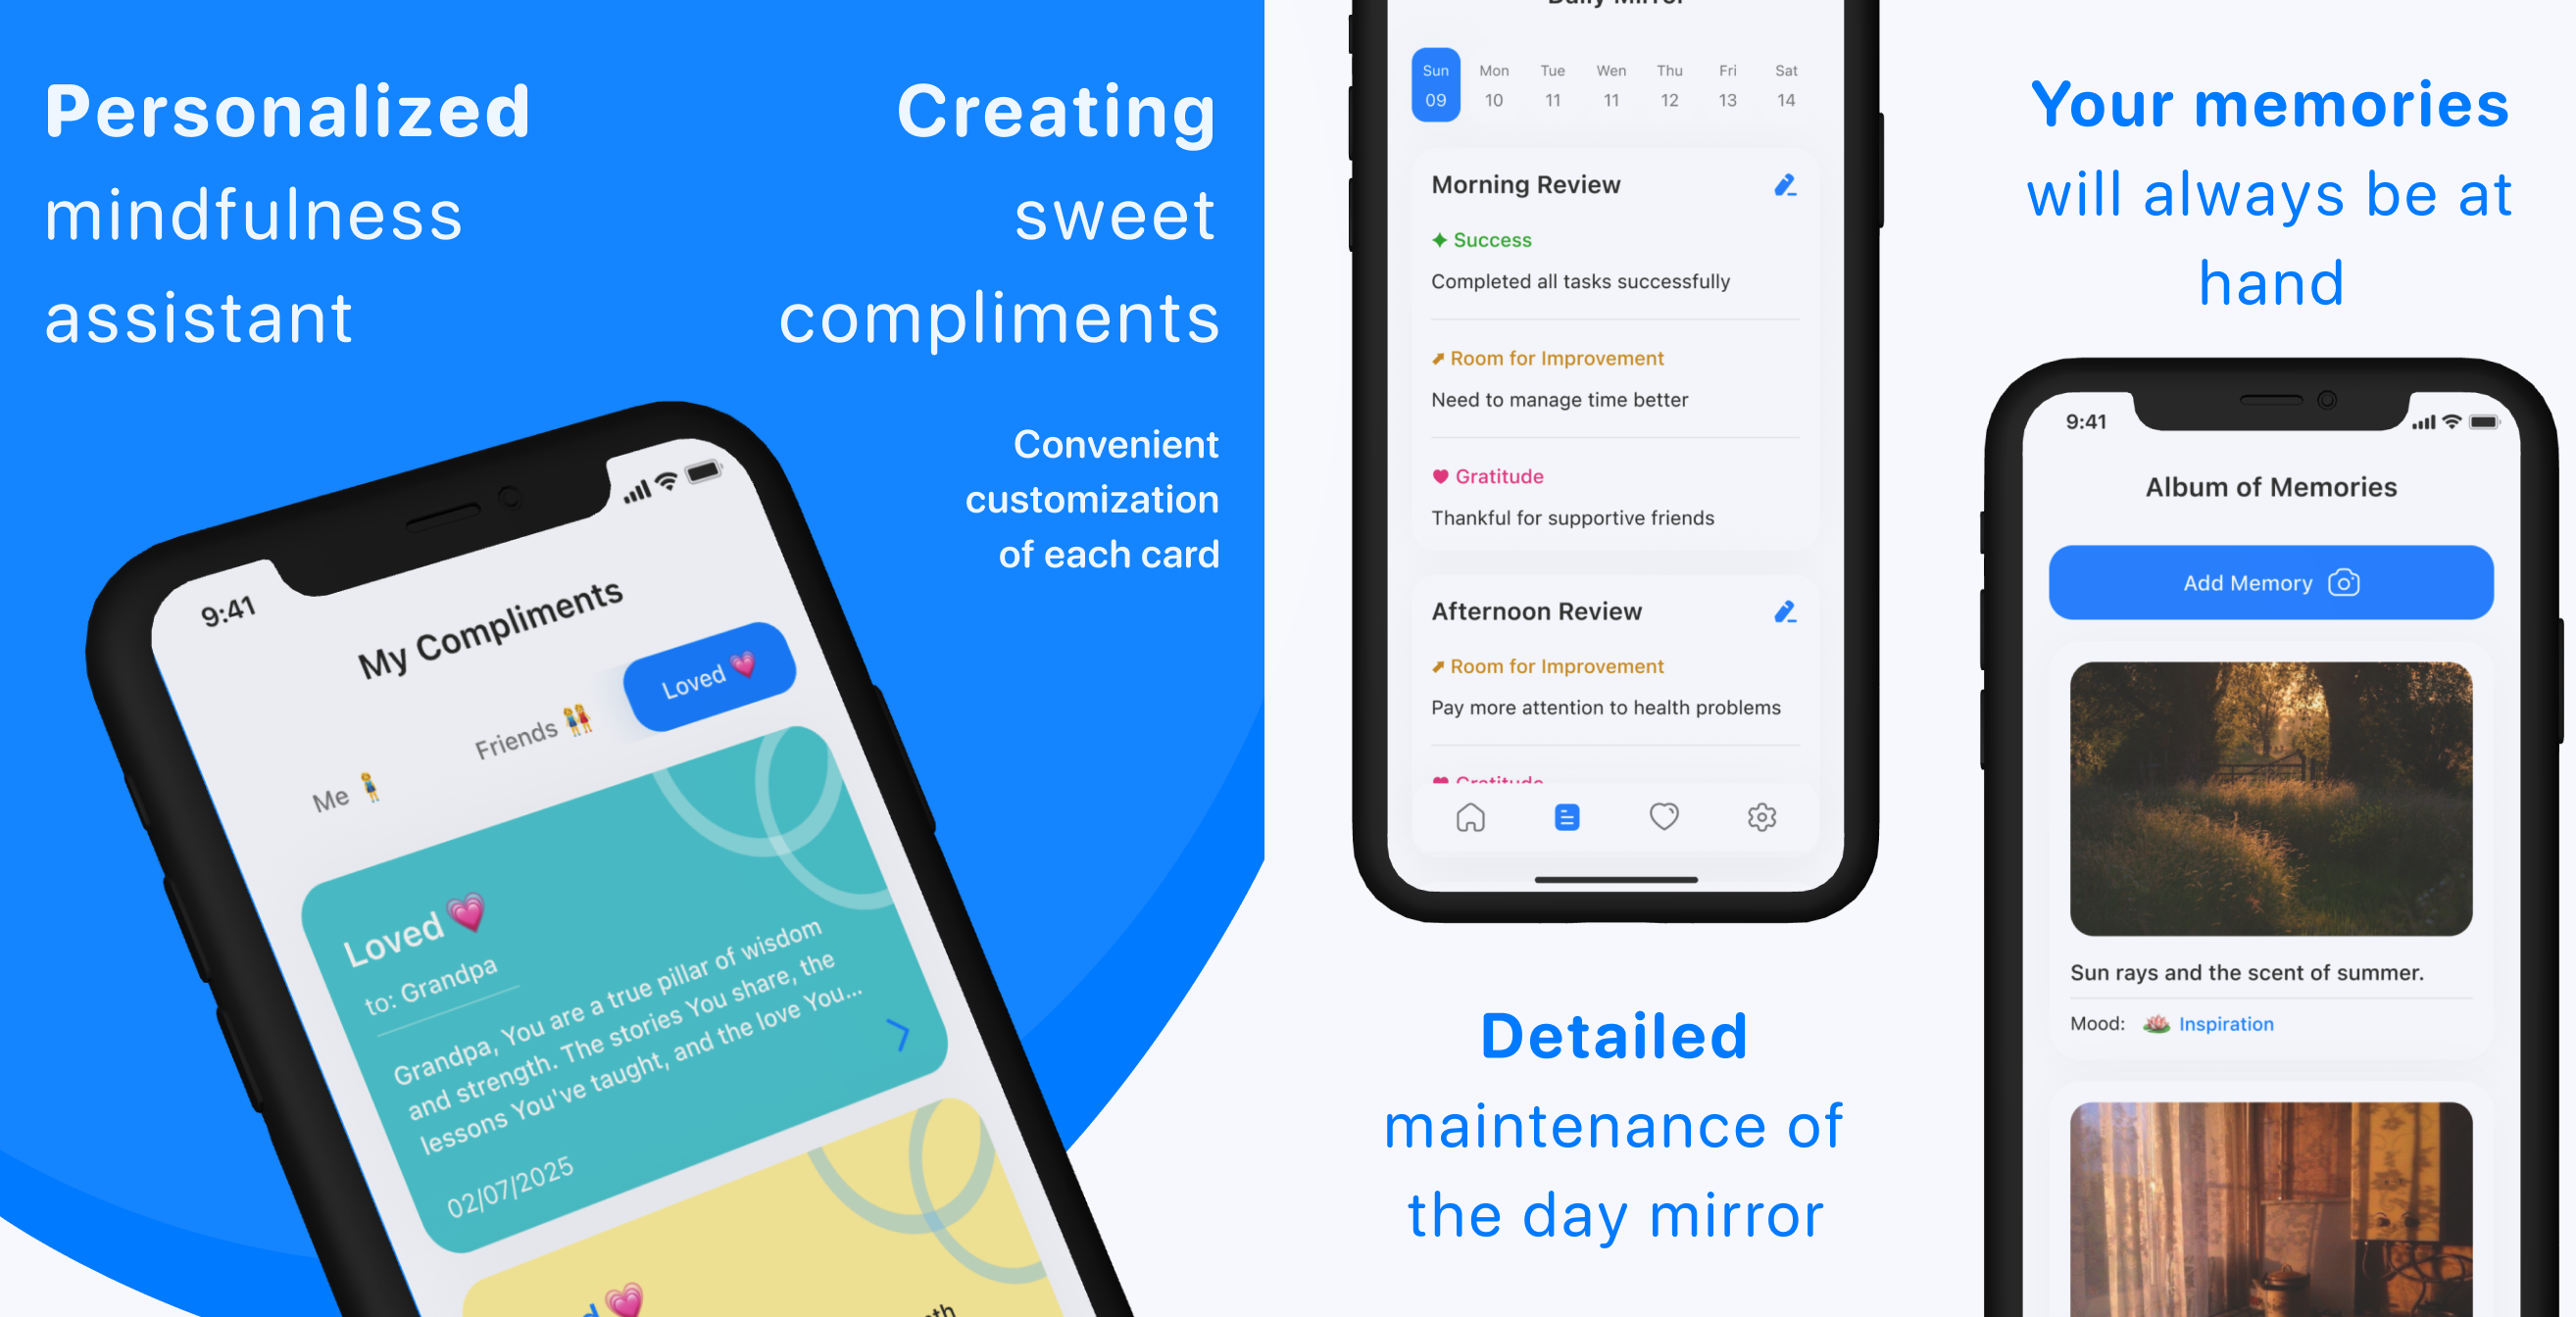 Personalized
mindfulness
assistant
Creating
sweet
compliments
Convenient
customization
of each card
9:41
My Compliments
Me
Friends
Loved
Loved
to: Grandpa
Grandpa, You are a true pillar of wisdom
and strength. The stories You share, the
lessons You've taught, and the love You...
02/07/2025
Daily Mirror
Sun Mon Tue Wen Thu Fri Sat
09 10 11 11 12 13 14
Morning Review
Success
Completed all tasks successfully
Room for Improvement
Need to manage time better
Gratitude
Thankful for supportive friends
Afternoon Review
Room for Improvement
Pay more attention to health problems
Gratitude
Detailed
maintenance of
the day mirror
Your memories
will always be at
hand
9:41
Album of Memories
Add Memory
Sun rays and the scent of summer.
Mood: Inspiration